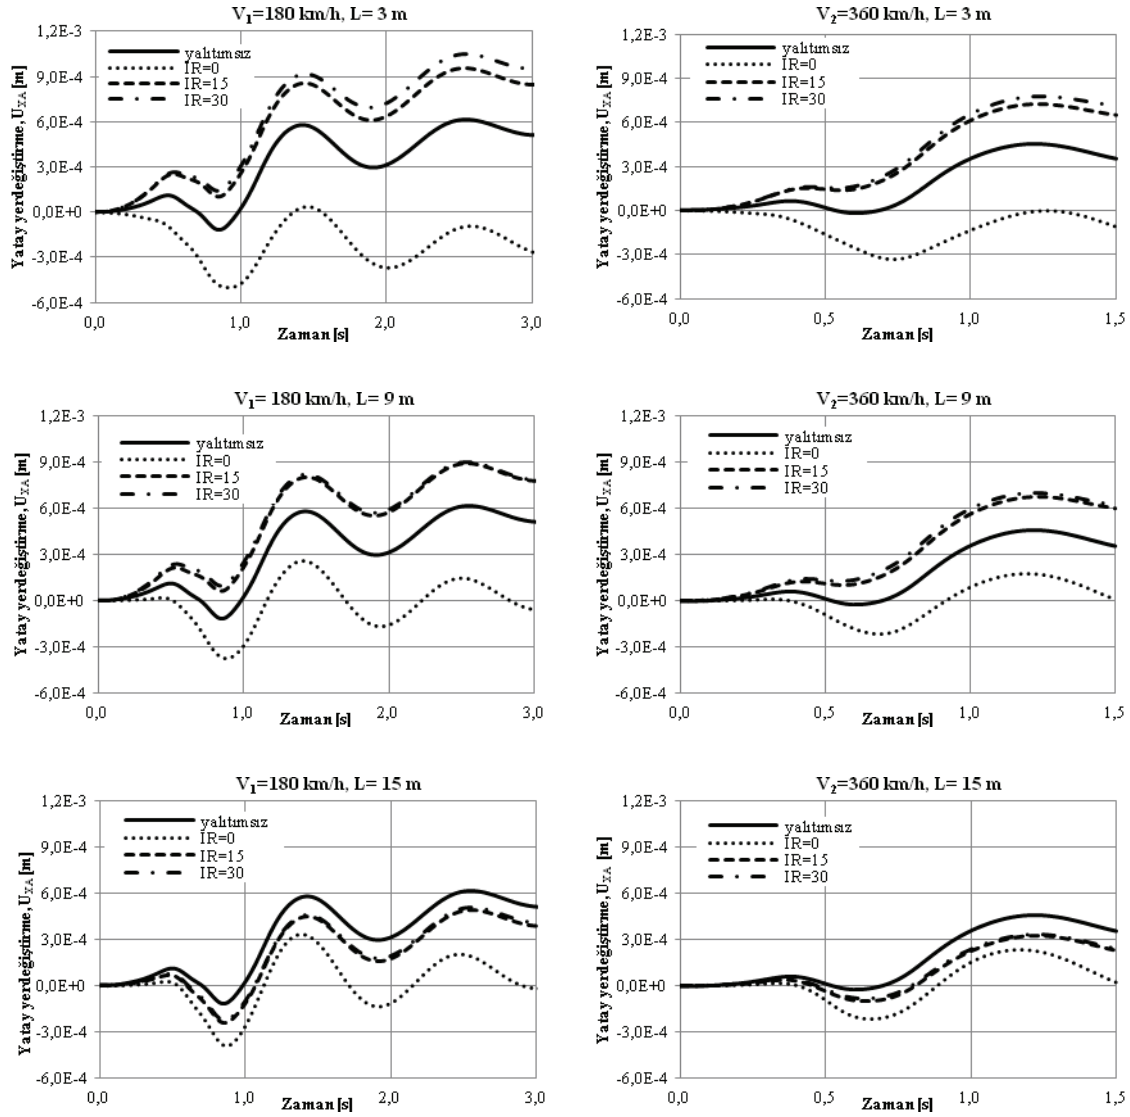 V₁=180 km/h, L= 3 m
1,2E-3
9,0E-4
6,0E-4
3,0E-4
0,0E+0
-3,0E-4
-6,0E-4
Yatay yerdeğiştirme, U_XA [m]
yalıtımsız
IR=0
IR=15
IR=30
0,0
1,0
2,0
3,0
Zaman [s]
V₂=360 km/h, L= 3 m
1,2E-3
9,0E-4
6,0E-4
3,0E-4
0,0E+0
-3,0E-4
-6,0E-4
Yatay yerdeğiştirme, U_XA [m]
yalıtımsız
IR=0
IR=15
IR=30
0,0
0,5
1,0
1,5
Zaman [s]
V₁= 180 km/h, L= 9 m
1,2E-3
9,0E-4
6,0E-4
3,0E-4
0,0E+0
-3,0E-4
-6,0E-4
Yatay yerdeğiştirme, U_XA [m]
yalıtımsız
IR=0
IR=15
IR=30
0,0
1,0
2,0
3,0
Zaman [s]
V₂=360 km/h, L= 9 m
1,2E-3
9,0E-4
6,0E-4
3,0E-4
0,0E+0
-3,0E-4
-6,0E-4
Yatay yerdeğiştirme, U_XA [m]
yalıtımsız
IR=0
IR=15
IR=30
0,0
0,5
1,0
1,5
Zaman [s]
V₁=180 km/h, L= 15 m
1,2E-3
9,0E-4
6,0E-4
3,0E-4
0,0E+0
-3,0E-4
-6,0E-4
Yatay yerdeğiştirme, U_XA [m]
yalıtımsız
IR=0
IR=15
IR=30
0,0
1,0
2,0
3,0
Zaman [s]
V₂=360 km/h, L= 15 m
1,2E-3
9,0E-4
6,0E-4
3,0E-4
0,0E+0
-3,0E-4
-6,0E-4
Yatay yerdeğiştirme, U_XA [m]
yalıtımsız
IR=0
IR=15
IR=30
0,0
0,5
1,0
1,5
Zaman [s]